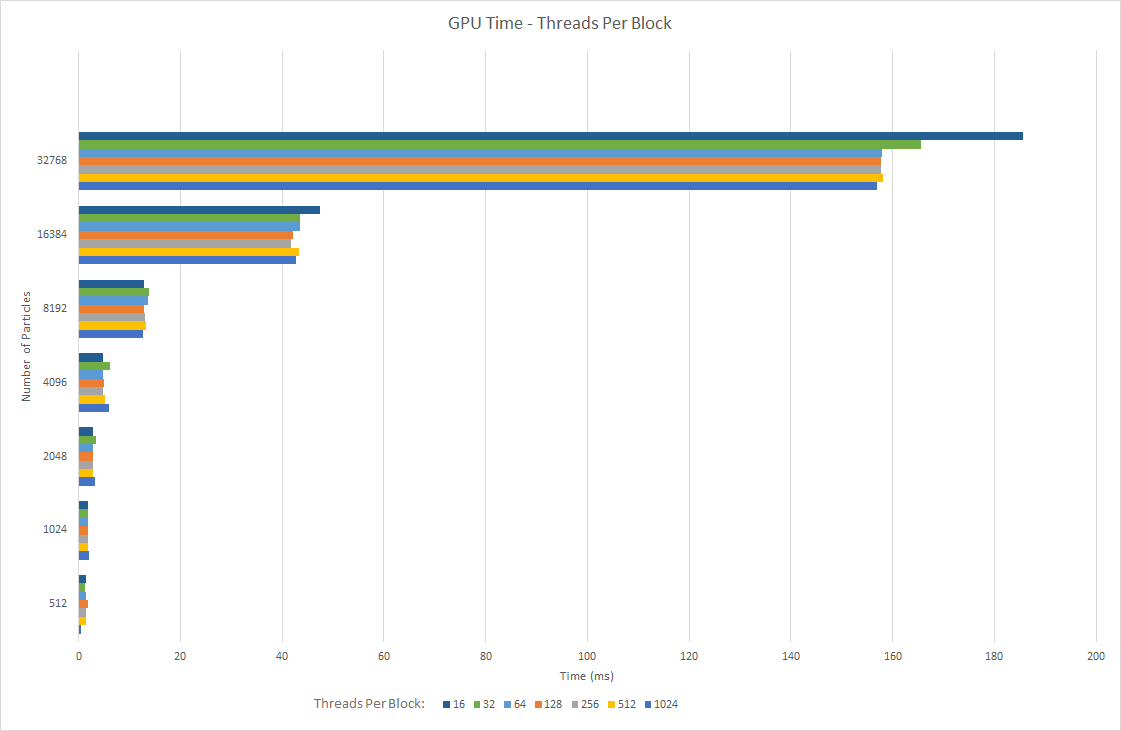 GPU Time - Threads Per Block
32768
16384
8192
4096
2048
1024
512
Number of Particles
0 20 40 60 80 100 120 140 160 180 200
Time (ms)
Threads Per Block: 16 32 64 128 256 512 1024